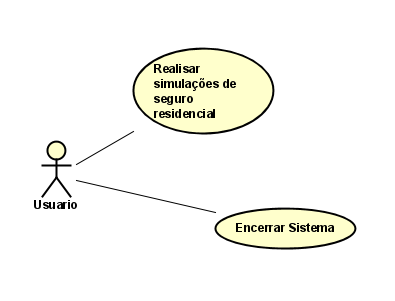 Realisar
simulações de
seguro
residencial
Usuario
Encerrar Sistema